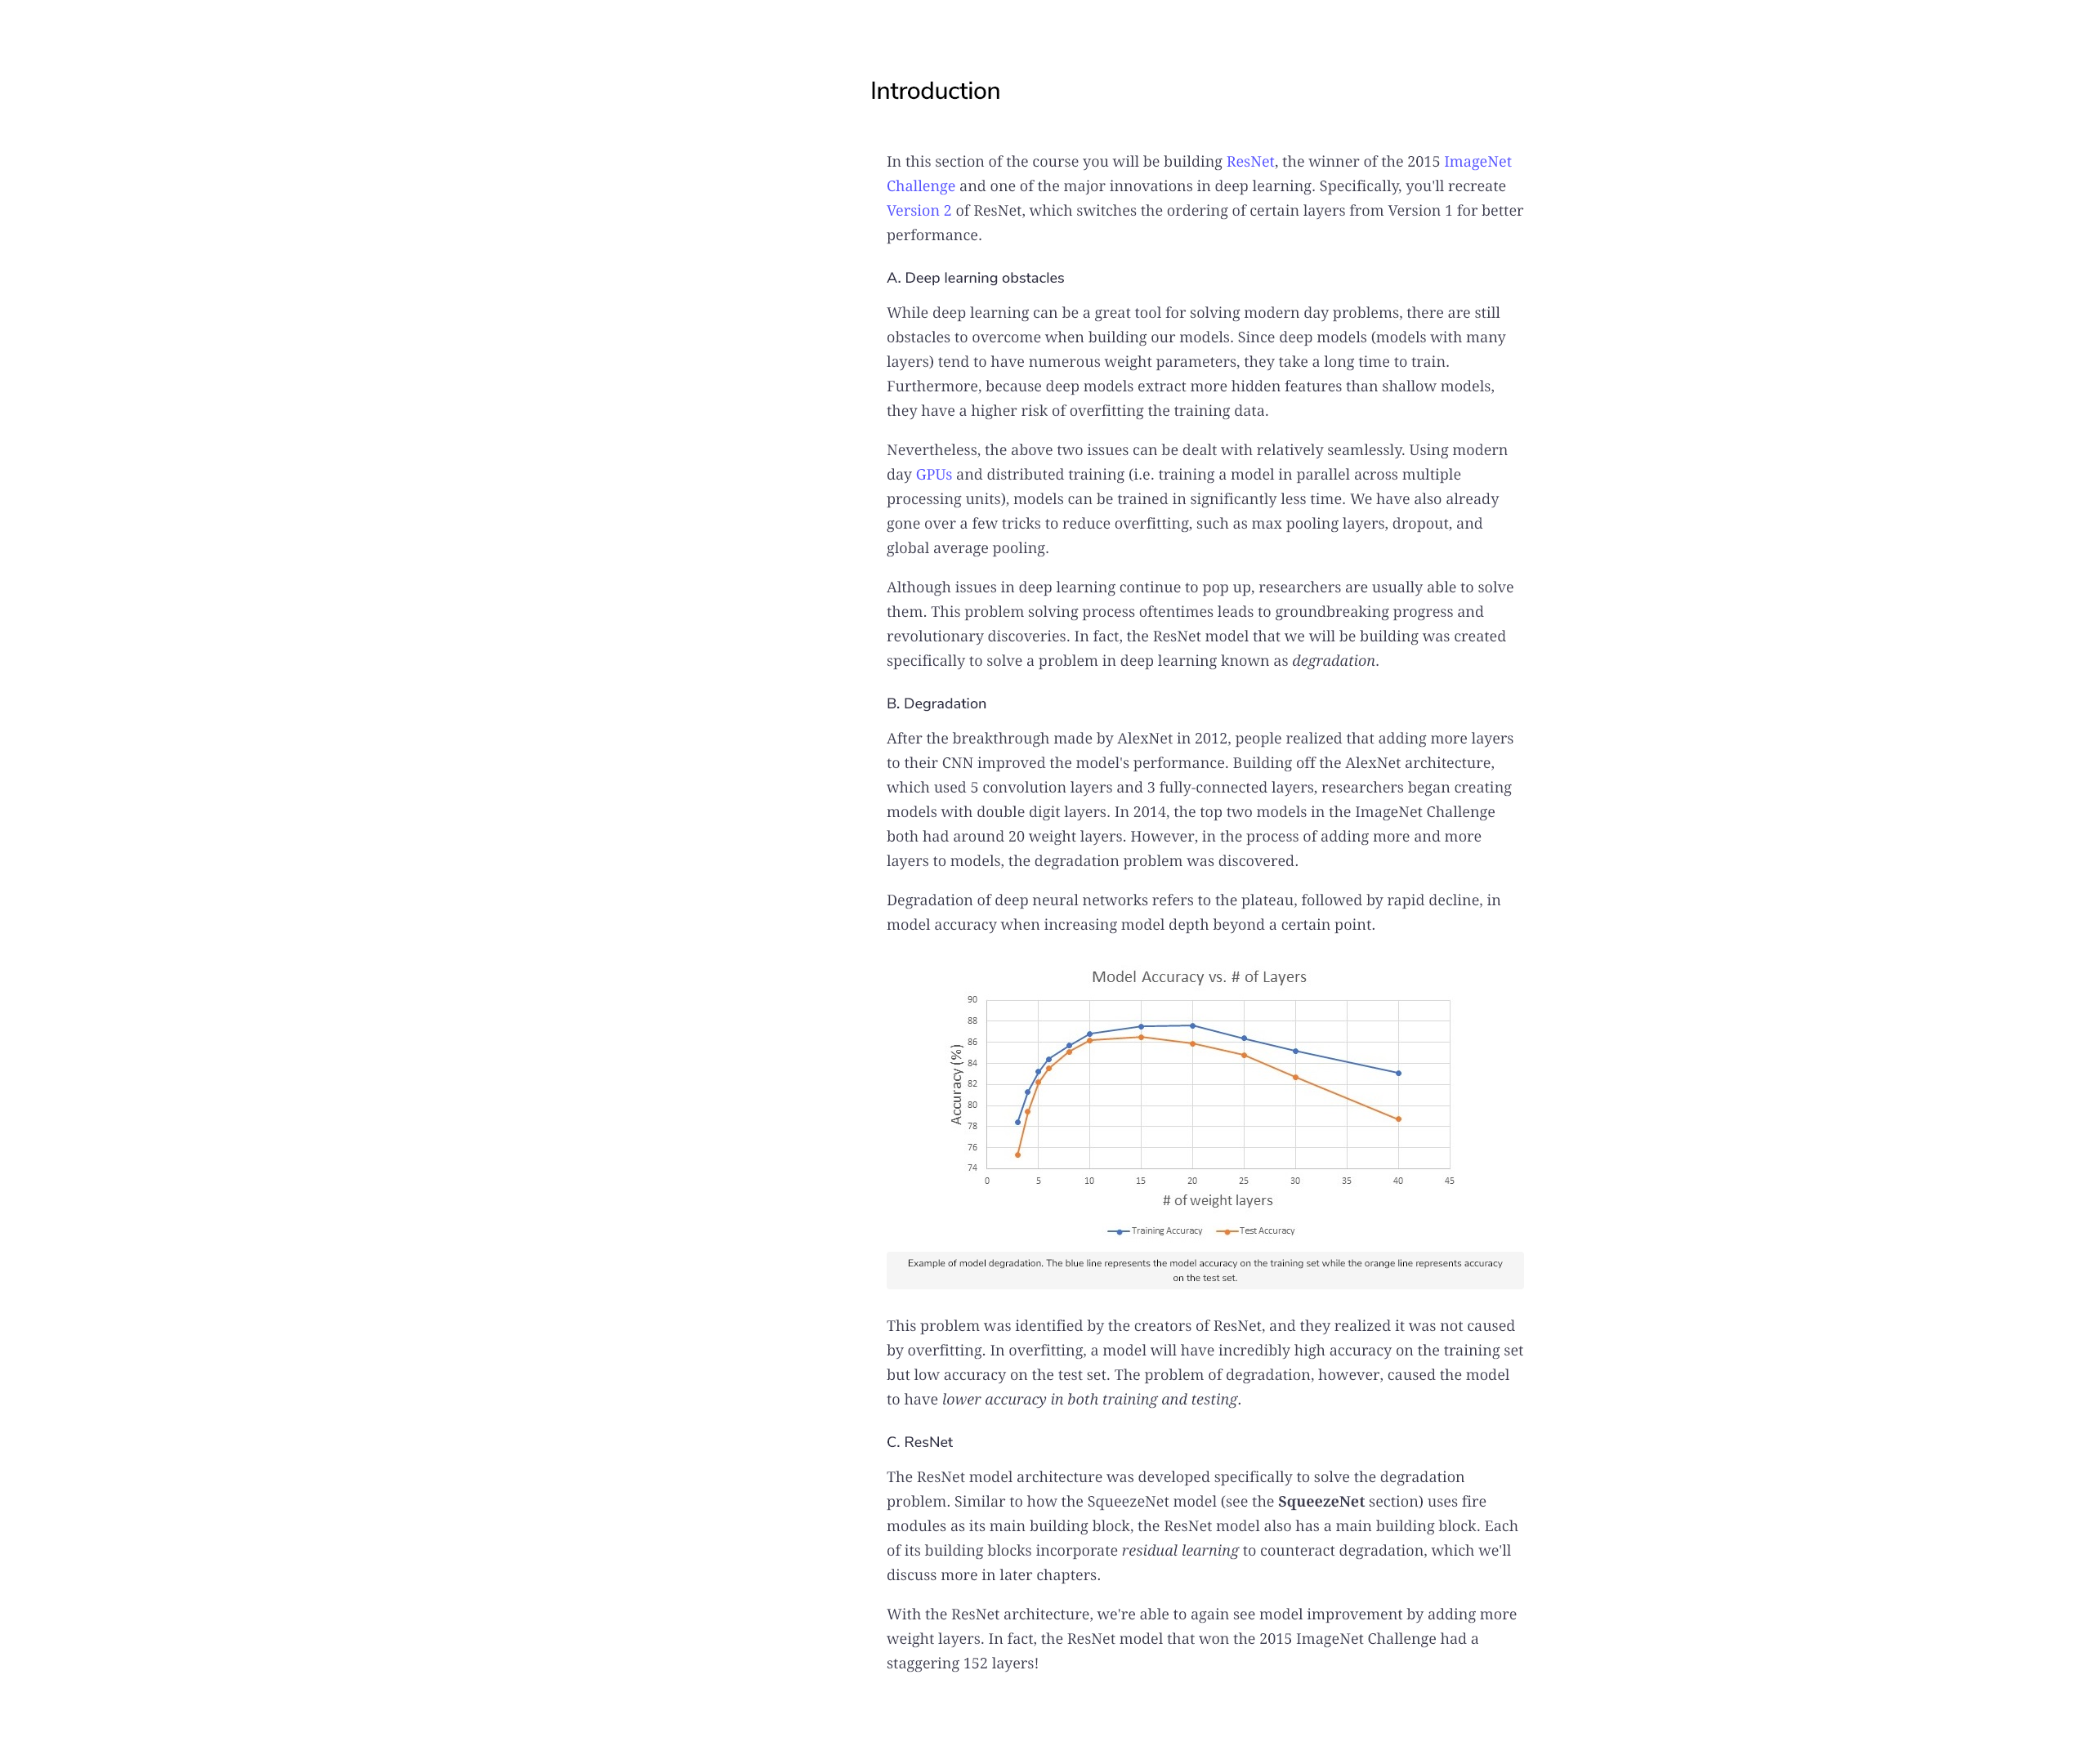 Introduction
In this section of the course you will be building ResNet, the winner of the 2015 ImageNet
Challenge and one of the major innovations in deep learning. Specifically, you'll recreate
Version 2 of ResNet, which switches the ordering of certain layers from Version 1 for better
performance.
A. Deep learning obstacles
While deep learning can be a great tool for solving modern day problems, there are still
obstacles to overcome when building our models. Since deep models (models with many
layers) tend to have numerous weight parameters, they take a long time to train.
Furthermore, because deep models extract more hidden features than shallow models,
they have a higher risk of overfitting the training data.
Nevertheless, the above two issues can be dealt with relatively seamlessly. Using modern
day GPUs and distributed training (i.e. training a model in parallel across multiple
processing units), models can be trained in significantly less time. We have also already
gone over a few tricks to reduce overfitting, such as max pooling layers, dropout, and
global average pooling.
Although issues in deep learning continue to pop up, researchers are usually able to solve
them. This problem solving process oftentimes leads to groundbreaking progress and
revolutionary discoveries. In fact, the ResNet model that we will be building was created
specifically to solve a problem in deep learning known as degradation.
B. Degradation
After the breakthrough made by AlexNet in 2012, people realized that adding more layers
to their CNN improved the model's performance. Building off the AlexNet architecture,
which used 5 convolution layers and 3 fully-connected layers, researchers began creating
models with double digit layers. In 2014, the top two models in the ImageNet Challenge
both had around 20 weight layers. However, in the process of adding more and more
layers to models, the degradation problem was discovered.
Degradation of deep neural networks refers to the plateau, followed by rapid decline, in
model accuracy when increasing model depth beyond a certain point.
Model Accuracy vs. # of Layers
Accuracy (%)
90
88
86
84
82
80
78
76
74
0 5 10 15 20 25 30 35 40 45
# of weight layers
Training Accuracy Test Accuracy
Example of model degradation. The blue line represents the model accuracy on the training set while the orange line represents accuracy
on the test set.
This problem was identified by the creators of ResNet, and they realized it was not caused
by overfitting. In overfitting, a model will have incredibly high accuracy on the training set
but low accuracy on the test set. The problem of degradation, however, caused the model
to have lower accuracy in both training and testing.
C. ResNet
The ResNet model architecture was developed specifically to solve the degradation
problem. Similar to how the SqueezeNet model (see the SqueezeNet section) uses fire
modules as its main building block, the ResNet model also has a main building block. Each
of its building blocks incorporate residual learning to counteract degradation, which we'll
discuss more in later chapters.
With the ResNet architecture, we're able to again see model improvement by adding more
weight layers. In fact, the ResNet model that won the 2015 ImageNet Challenge had a
staggering 152 layers!